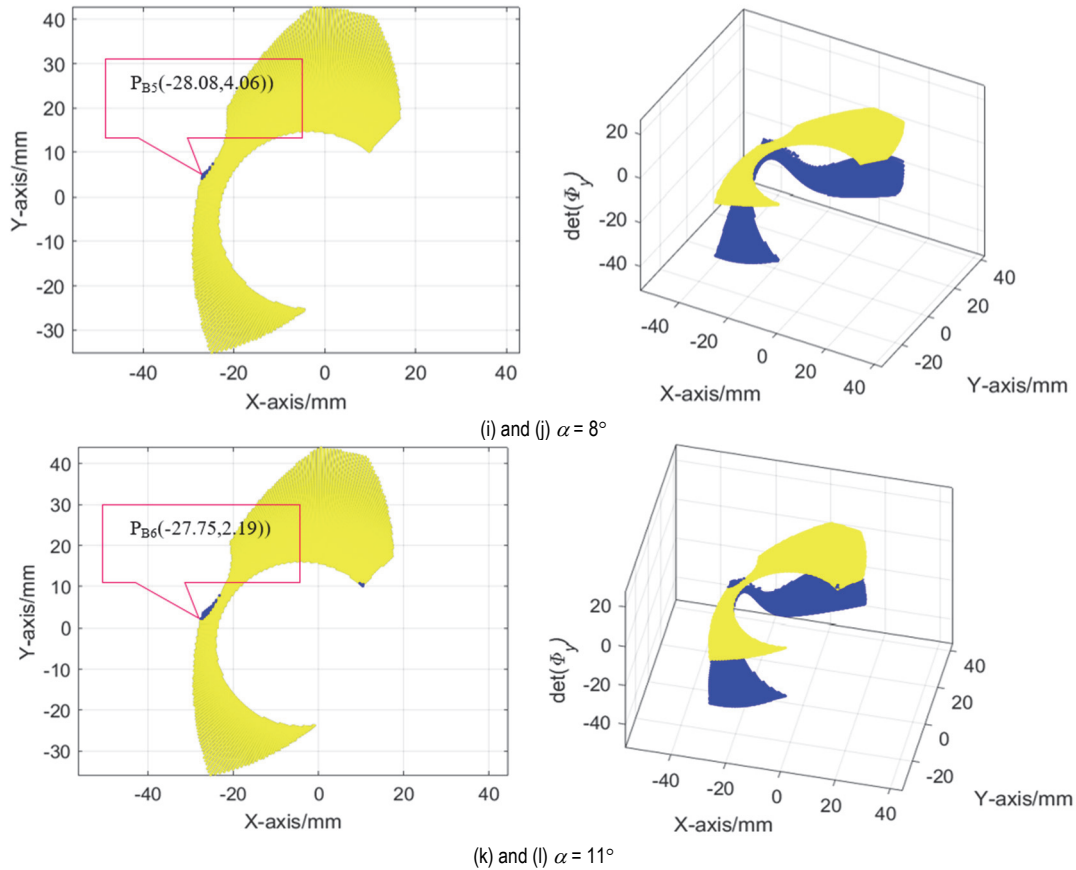 40
30
20
10
0
-10
-20
-30
Y-axis/mm
P_B5(-28.08,4.06))
-40 -20 0 20 40
X-axis/mm
20
0
-20
-40
det(Φ_y)
-40 -20 0 20 40
X-axis/mm
40
20
0
-20
Y-axis/mm
(i) and (j) α = 8°
40
30
20
10
0
-10
-20
-30
Y-axis/mm
P_B6(-27.75,2.19))
-40 -20 0 20 40
X-axis/mm
20
0
-20
-40
det(Φ_y)
-40 -20 0 20 40
X-axis/mm
40
20
0
-20
Y-axis/mm
(k) and (l) α = 11°